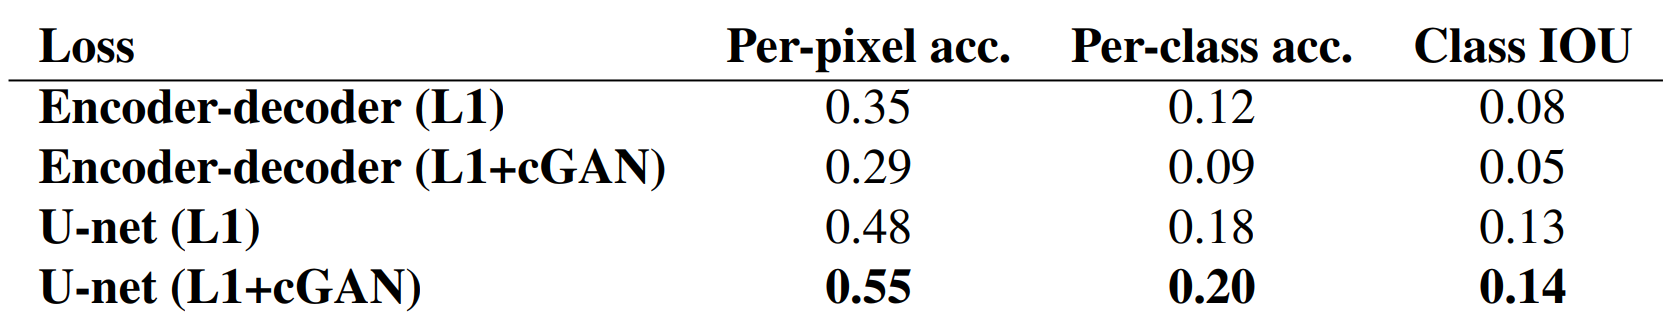 Loss Per-pixel acc. Per-class acc. Class IOU
Encoder-decoder (L1) 0.35 0.12 0.08
Encoder-decoder (L1+cGAN) 0.29 0.09 0.05
U-net (L1) 0.48 0.18 0.13
U-net (L1+cGAN) 0.55 0.20 0.14